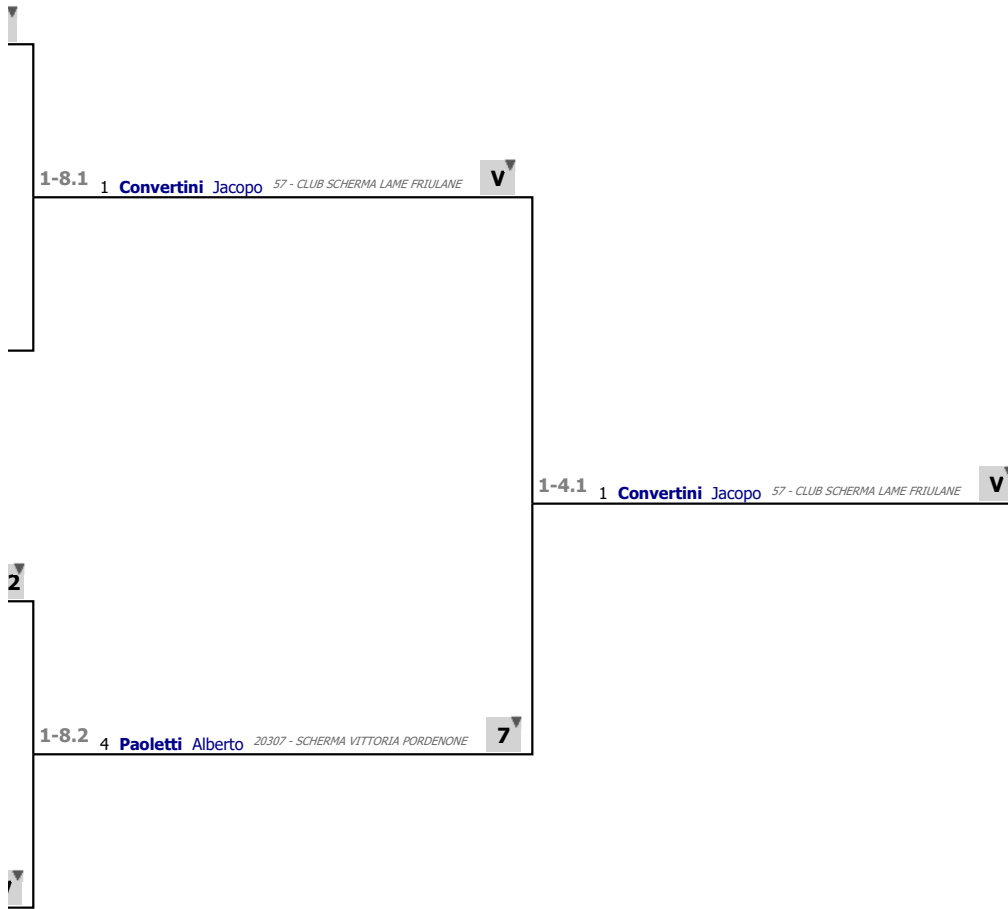 1-8.1 1 Convertini Jacopo 57 - CLUB SCHERMA LAME FRIULANE V
1-4.1 1 Convertini Jacopo 57 - CLUB SCHERMA LAME FRIULANE V
2
1-8.2 4 Paoletti Alberto 20307 - SCHERMA VITTORIA PORDENONE 7